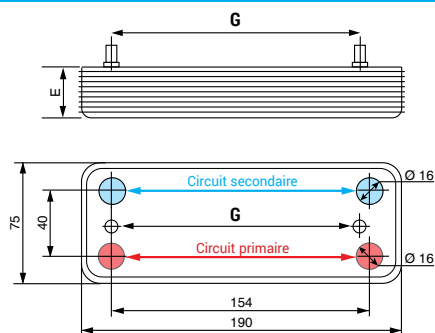 G
E
Circuit secondaire
Ø 16
75
40
G
Circuit primaire
Ø 16
154
190